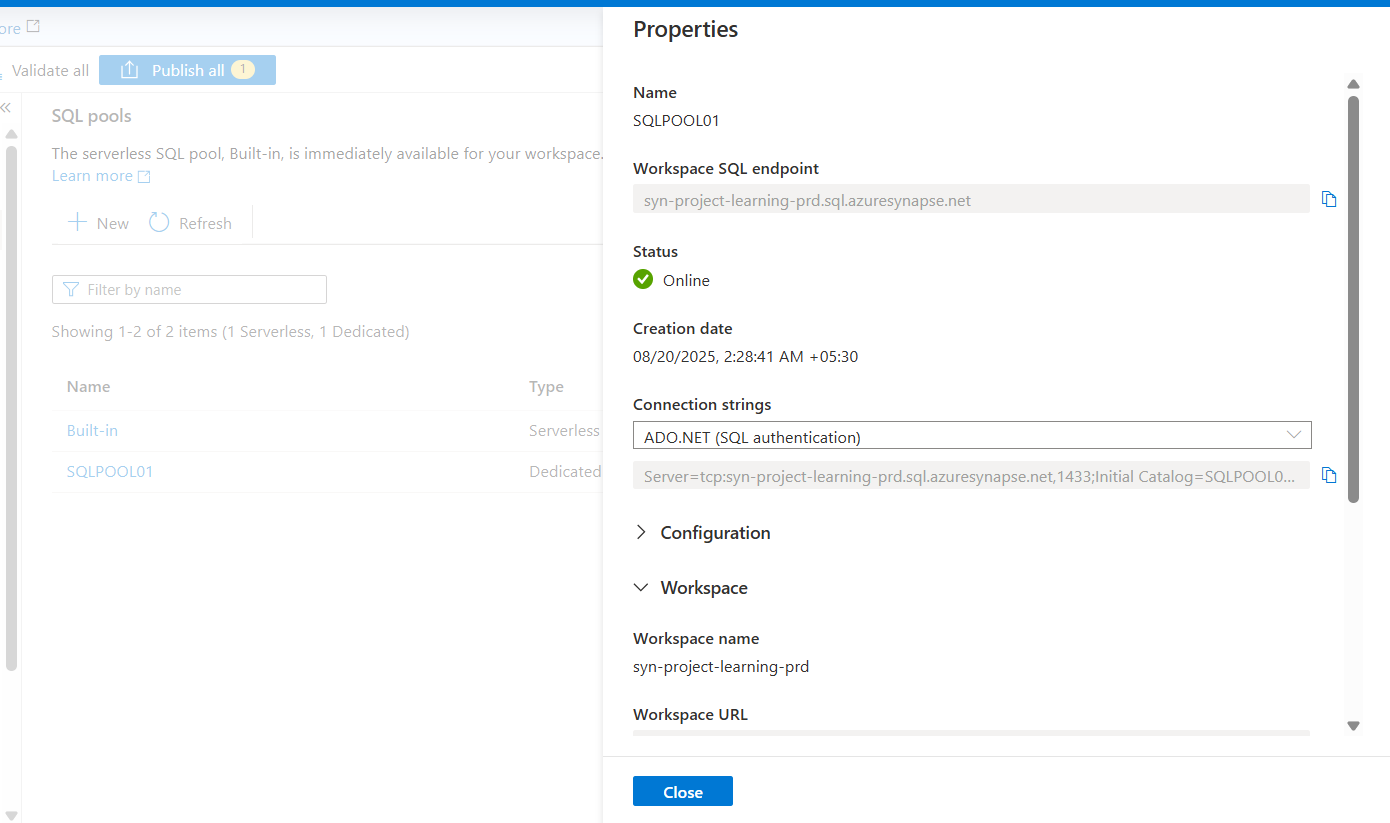 ore
Validate all
Publish all 1
SQL pools
The serverless SQL pool, Built-in, is immediately available for your workspace.
Learn more
New
Refresh
Filter by name
Showing 1-2 of 2 items (1 Serverless, 1 Dedicated)
Name Type
Built-in Serverless
SQLPOOL01 Dedicated
Properties
Name
SQLPOOL01
Workspace SQL endpoint
syn-project-learning-prd.sql.azuresynapse.net
Status
Online
Creation date
08/20/2025, 2:28:41 AM +05:30
Connection strings
ADO.NET (SQL authentication)
Server=tcp:syn-project-learning-prd.sql.azuresynapse.net,1433;Initial Catalog=SQLPOOL0...
Configuration
Workspace
Workspace name
syn-project-learning-prd
Workspace URL
Close